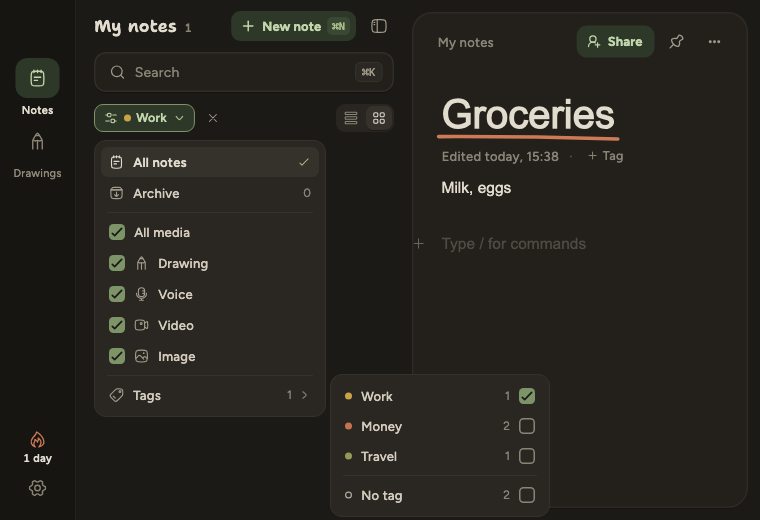 My notes 1
+ New note ⌘N
Search ⌘K
Work
Notes
Drawings
All notes
Archive 0
All media
Drawing
Voice
Video
Image
Tags 1
Work 1
Money 2
Travel 1
No tag 2
1 day
My notes
Share
Groceries
Edited today, 15:38 · + Tag
Milk, eggs
+ Type / for commands